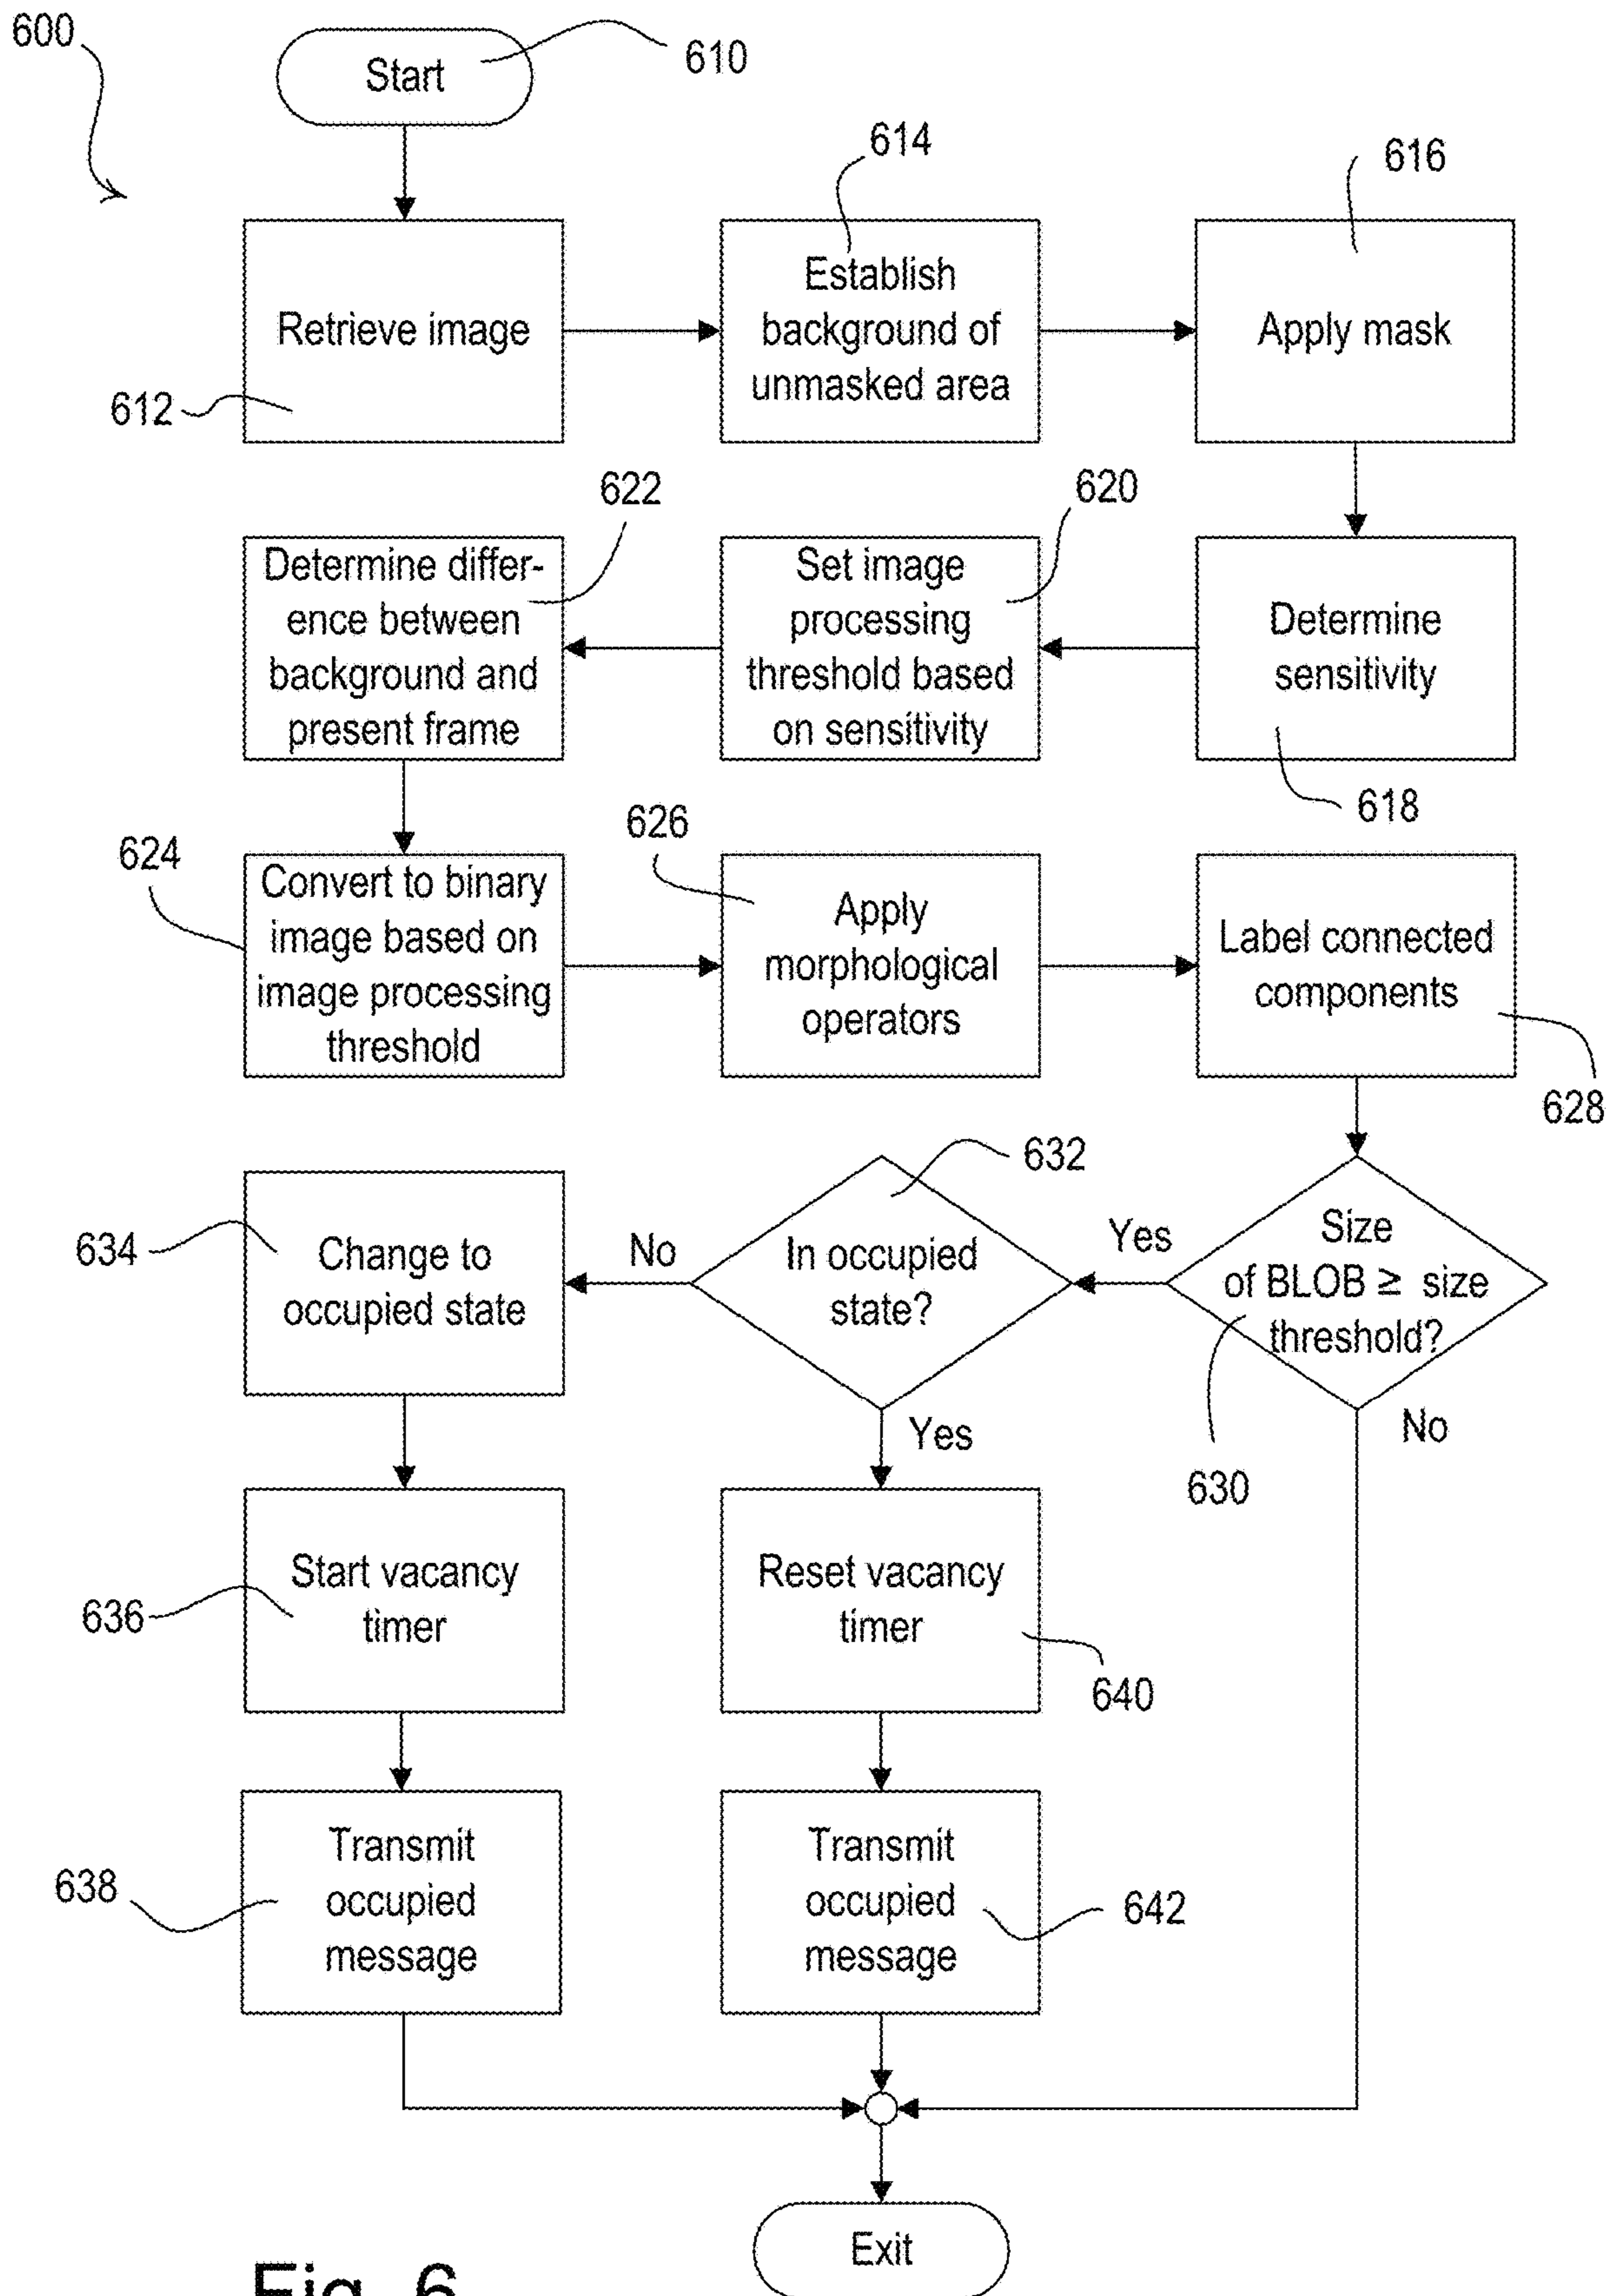 600
Start
610
614
616
Retrieve image
612
Establish
background of
unmasked area
Apply mask
622
620
Determine differ-
ence between
background and
present frame
Set image
processing
threshold based
on sensitivity
Determine
sensitivity
618
624
626
Convert to binary
image based on
image processing
threshold
Apply
morphological
operators
Label connected
components
628
632
634
Change to
occupied state
No
In occupied
state?
Yes
Size
of BLOB ≥ size
threshold?
Yes
No
630
636
Start vacancy
timer
Reset vacancy
timer
640
638
Transmit
occupied
message
Transmit
occupied
message
642
Exit
Fig. 6